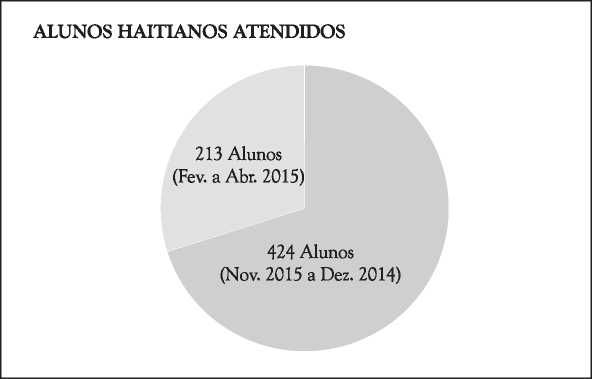 ALUNOS HAITIANOS ATENDIDOS
213 Alunos
(Fev. a Abr. 2015)
424 Alunos
(Nov. 2015 a Dez. 2014)